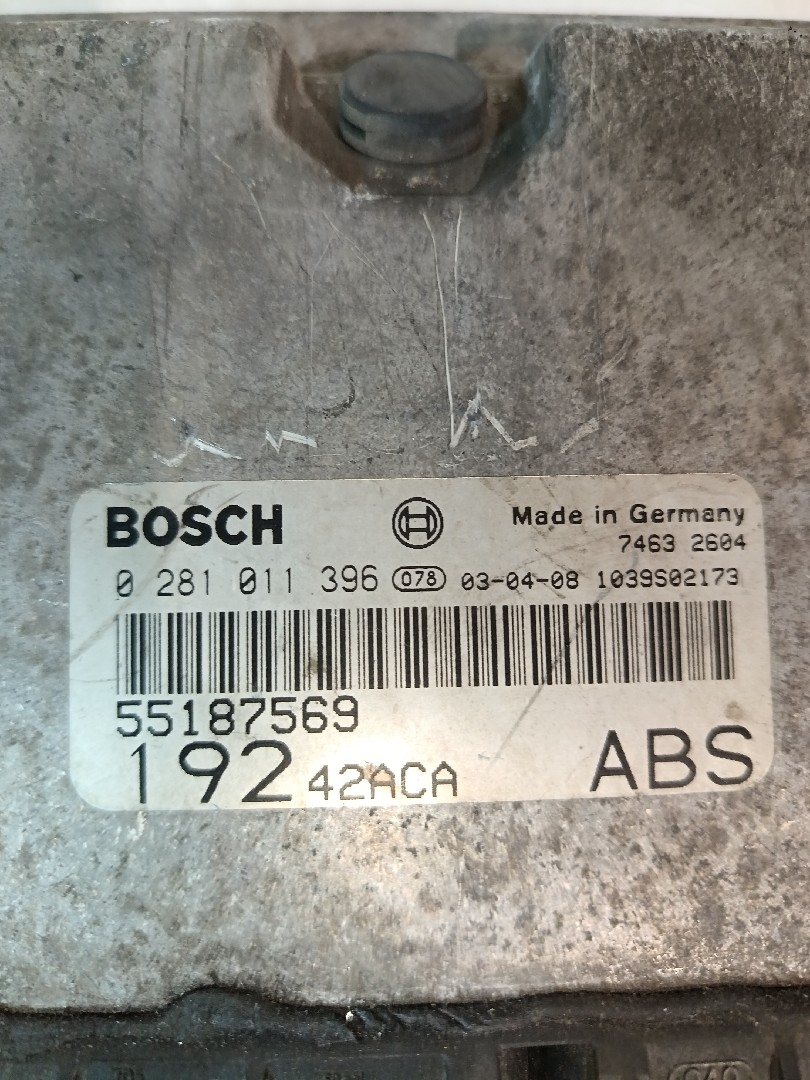 BOSCH Made in Germany
7463 2604
0 281 011 396 078 03-04-08 1039S02173
55187569
192 42ACA ABS